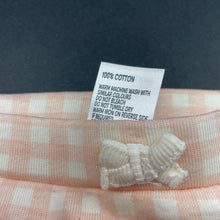 100% COTTON
WARM MACHINE WASH WITH
SIMILAR COLOURS
DO NOT BLEACH
DO NOT TUMBLE DRY
WARM IRON ON REVERSE SIDE
IF REQUIRED